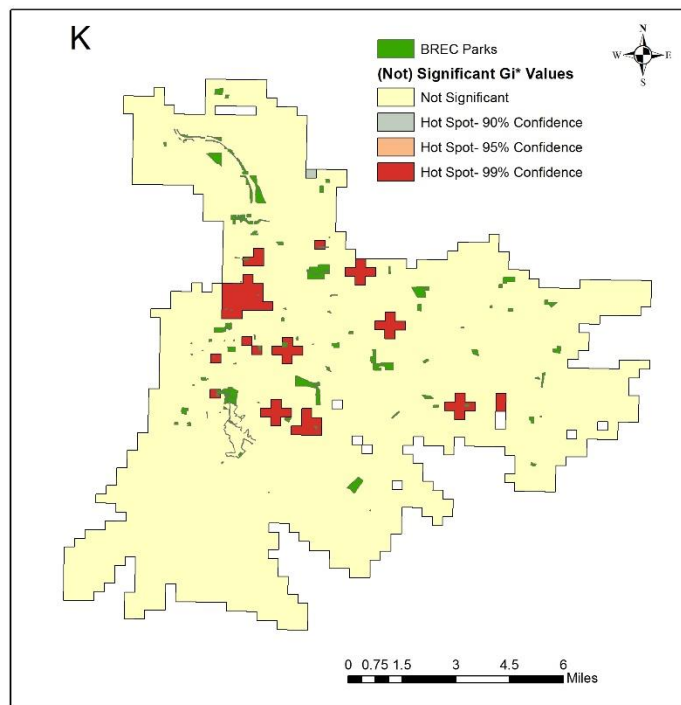 K
BREC Parks
(Not) Significant Gi* Values
Not Significant
Hot Spot- 90% Confidence
Hot Spot- 95% Confidence
Hot Spot- 99% Confidence
N
W E
S
0 0.75 1.5 3 4.5 6
Miles